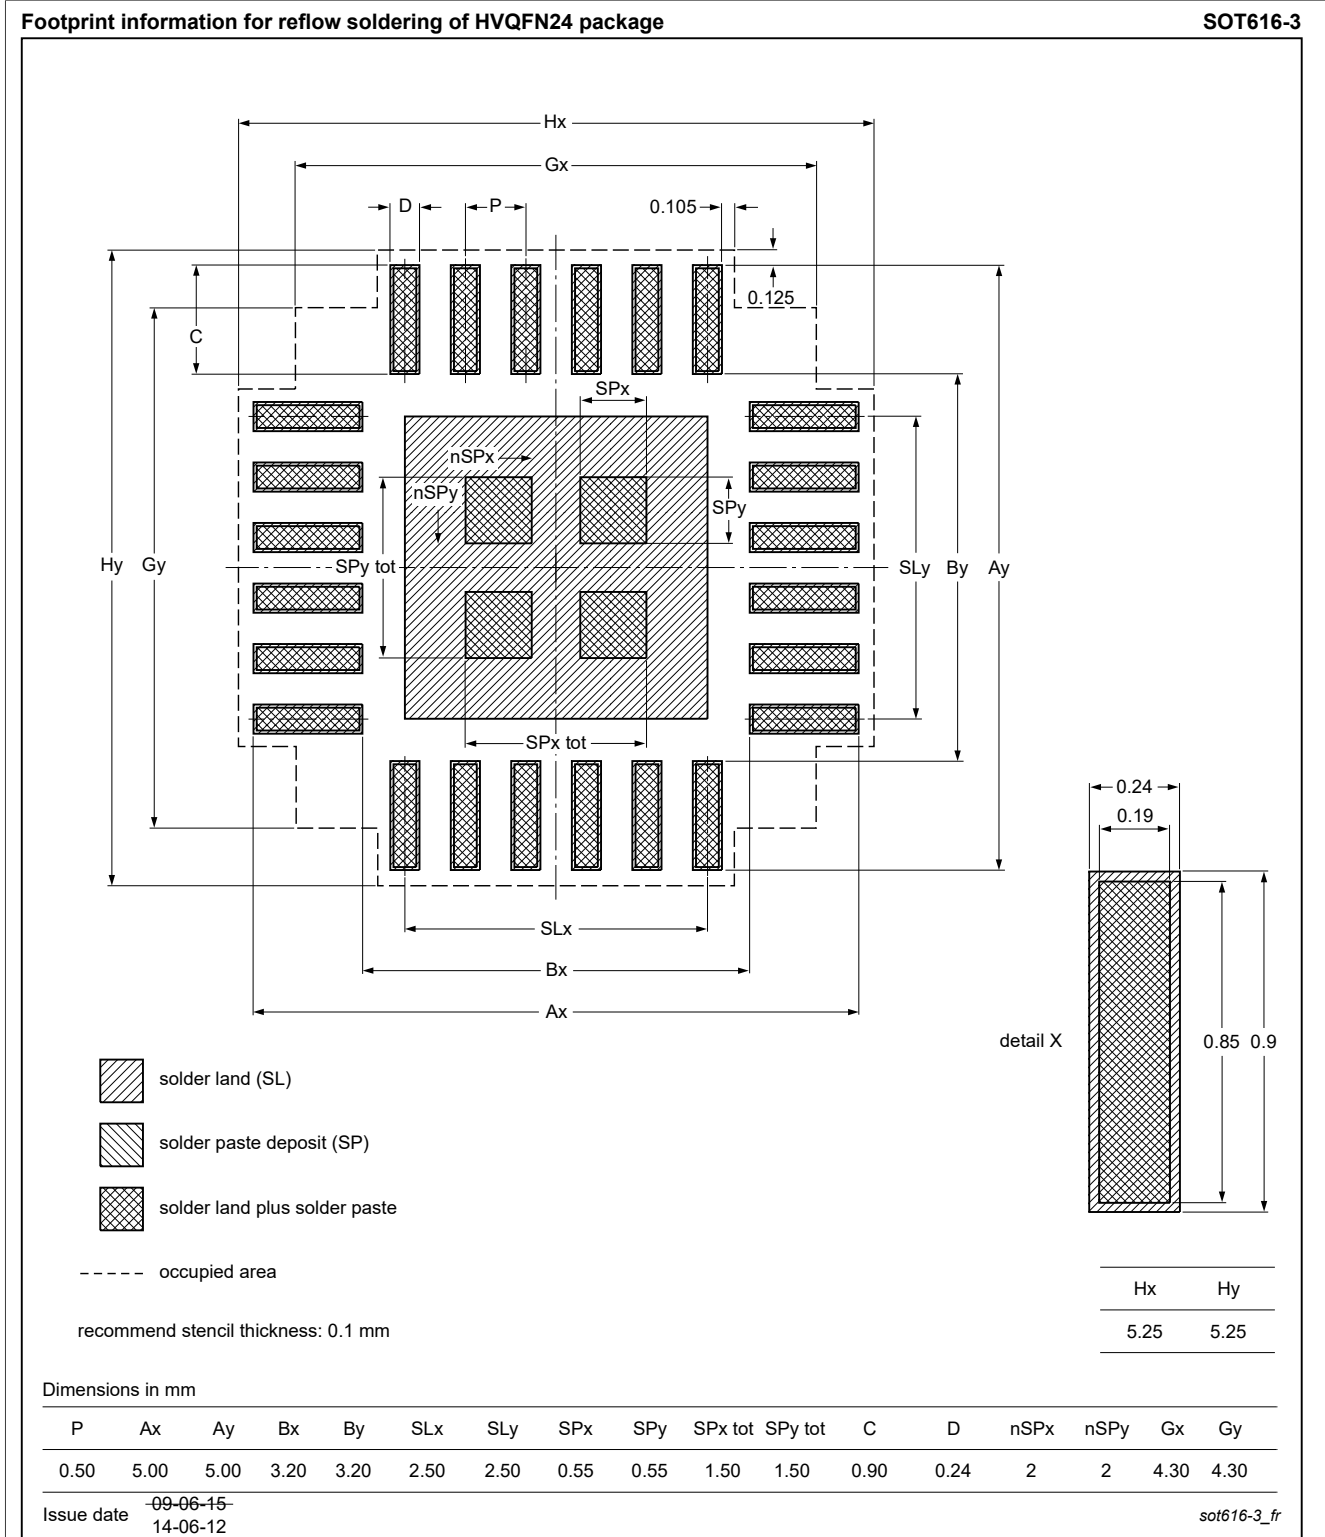 Footprint information for reflow soldering of HVQFN24 package SOT616-3
Hx
Gx
D P 0.105
0.125
C
SPx
nSPx
nSPy
SPy
Hy Gy SPy tot SLy By Ay
SPx tot
SLx
Bx
Ax
0.24
0.19
detail X 0.85 0.9
solder land (SL)
solder paste deposit (SP)
solder land plus solder paste
occupied area
recommend stencil thickness: 0.1 mm
Hx Hy
5.25 5.25
Dimensions in mm
P Ax Ay Bx By SLx SLy SPx SPy SPx tot SPy tot C D nSPx nSPy Gx Gy
0.50 5.00 5.00 3.20 3.20 2.50 2.50 0.55 0.55 1.50 1.50 0.90 0.24 2 2 4.30 4.30
Issue date 09-06-15
14-06-12
sot616-3_fr